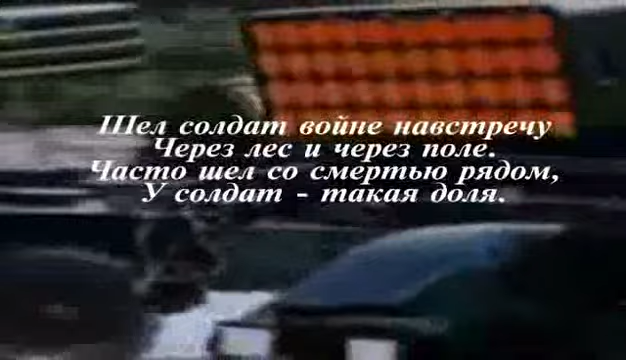 Шел солдат войне навстречу
Через лес и через поле.
Часто шел со смертью рядом,
У солдат - такая доля.